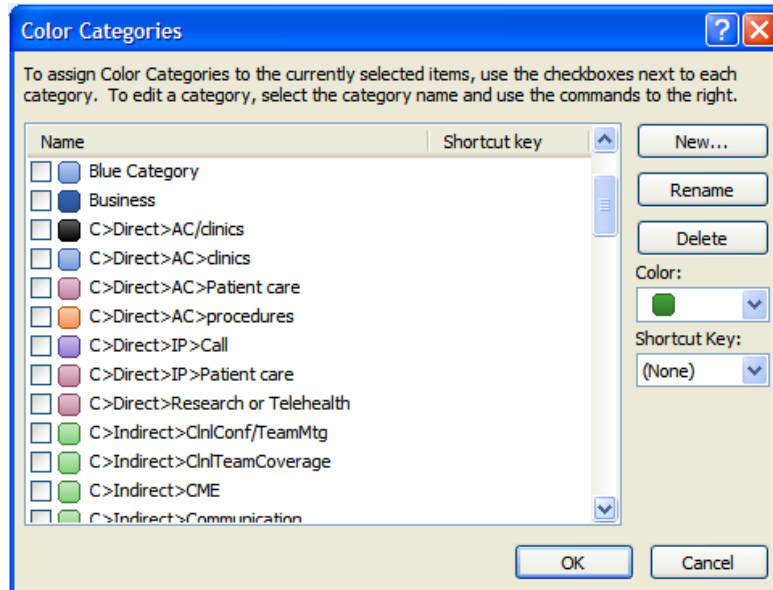 Color Categories
To assign Color Categories to the currently selected items, use the checkboxes next to each
category. To edit a category, select the category name and use the commands to the right.
Name Shortcut key
New...
Blue Category
Business
Rename
C>Direct>AC/clinics
C>Direct>AC>clinics
Delete
C>Direct>AC>Patient care
Color:
C>Direct>AC>procedures
C>Direct>IP>Call
Shortcut Key:
C>Direct>IP>Patient care
(None)
C>Direct>Research or Telehealth
C>Indirect>ClnlConf/TeamMtg
C>Indirect>ClnlTeamCoverage
C>Indirect>CME
C>Indirect>Communication
OK
Cancel